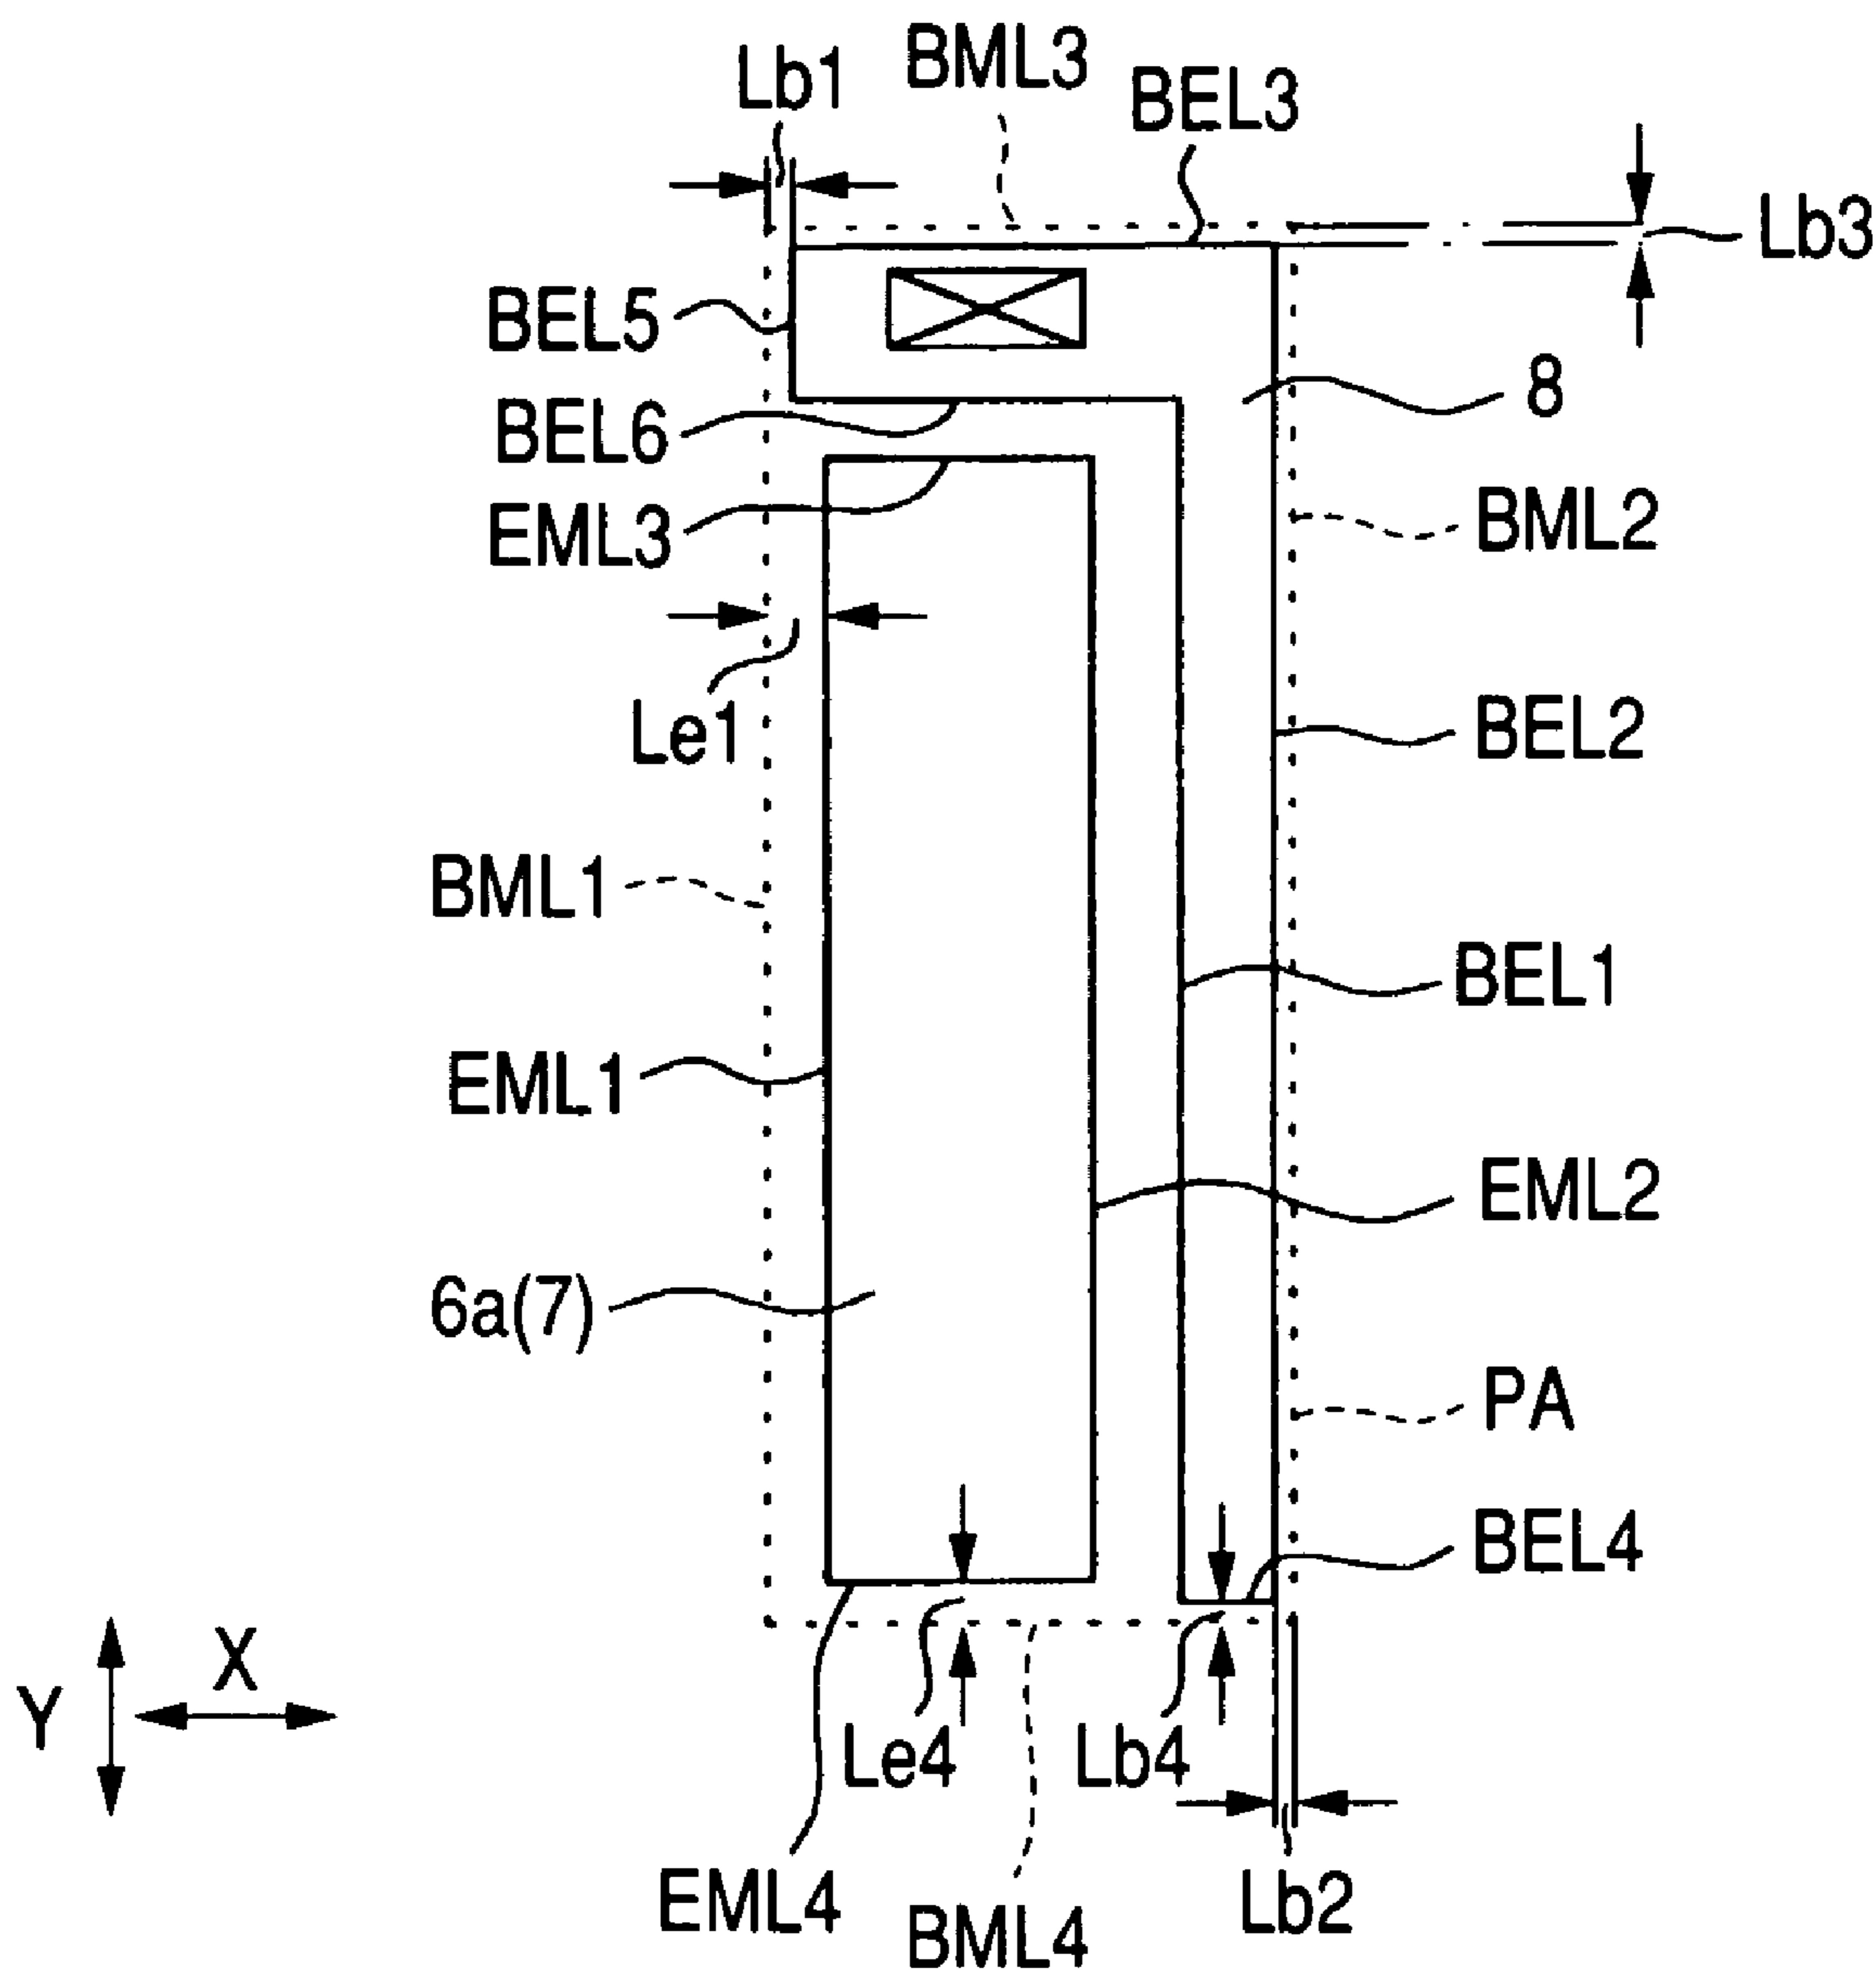 BML3
Lb1
BEL3
Lb3
BEL5
8
BEL6
BML2
EML3
Le1
BEL2
BML1
BEL1
EML1
EML2
6a(7)
PA
BEL4
X
Y
Le4
Lb4
EML4
Lb2
BML4